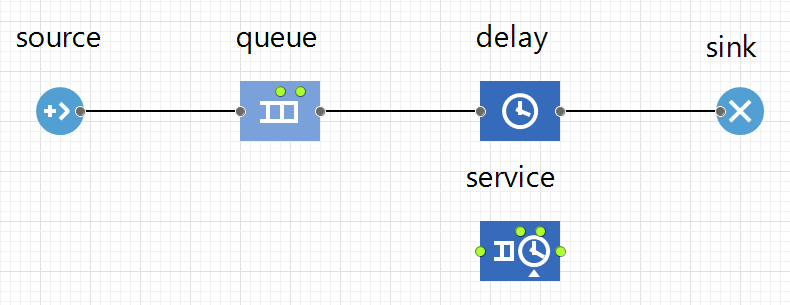 source
queue
delay
sink
service